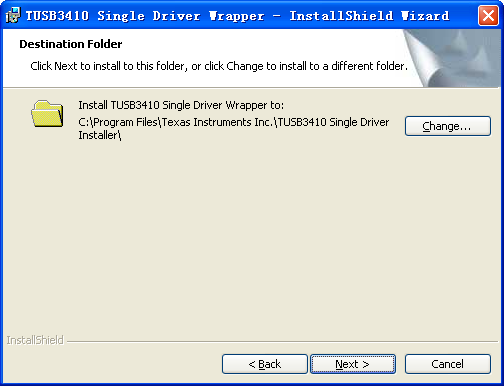 TUSB3410 Single Driver Wrapper - InstallShield Wizard
Destination Folder
Click Next to install to this folder, or click Change to install to a different folder.
Install TUSB3410 Single Driver Wrapper to:
C:\Program Files\Texas Instruments Inc.\TUSB3410 Single Driver
Installer\
Change...
InstallShield
< Back
Next >
Cancel